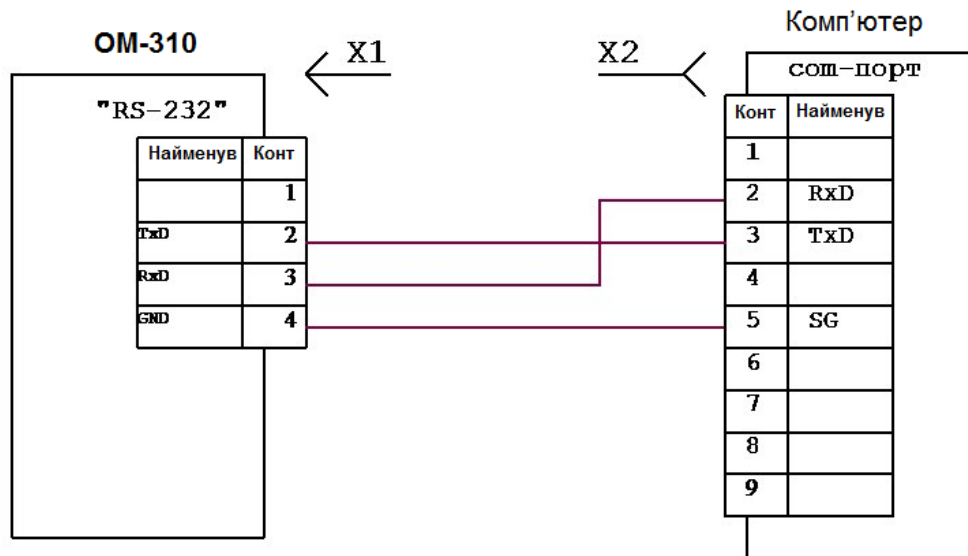 ОМ-310
X1
X2
Комп’ютер
"RS-232"
Найменув Конт
1
TxD 2
RxD 3
GND 4
com-порт
Конт Найменув
1
2 RxD
3 TxD
4
5 SG
6
7
8
9